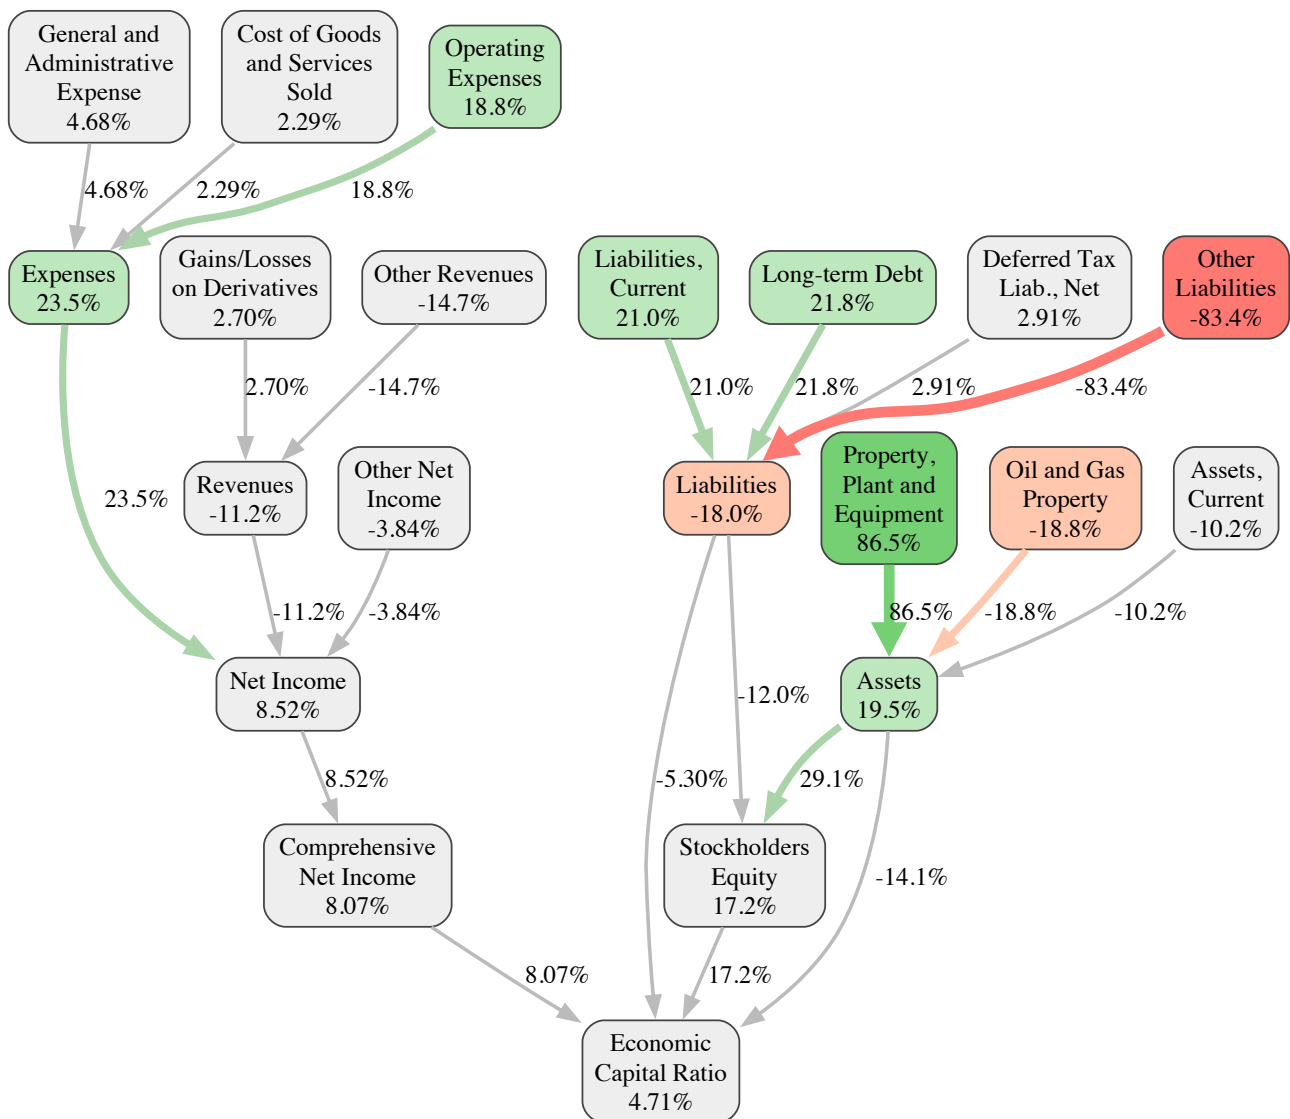 General and
Administrative
Expense
4.68%
Cost of Goods
and Services
Sold
2.29%
Operating
Expenses
18.8%
4.68%
2.29%
18.8%
Expenses
23.5%
Gains/Losses
on Derivatives
2.70%
Other Revenues
-14.7%
Liabilities,
Current
21.0%
Long-term Debt
21.8%
Deferred Tax
Liab., Net
2.91%
Other
Liabilities
-83.4%
2.70%
-14.7%
21.0%
21.8%
2.91%
-83.4%
23.5%
Revenues
-11.2%
Other Net
Income
-3.84%
Liabilities
-18.0%
Property,
Plant and
Equipment
86.5%
Oil and Gas
Property
-18.8%
Assets,
Current
-10.2%
-11.2%
-3.84%
86.5%
-18.8%
-10.2%
Net Income
8.52%
-12.0%
Assets
19.5%
8.52%
-5.30%
29.1%
Comprehensive
Net Income
8.07%
Stockholders
Equity
17.2%
-14.1%
8.07%
17.2%
Economic
Capital Ratio
4.71%